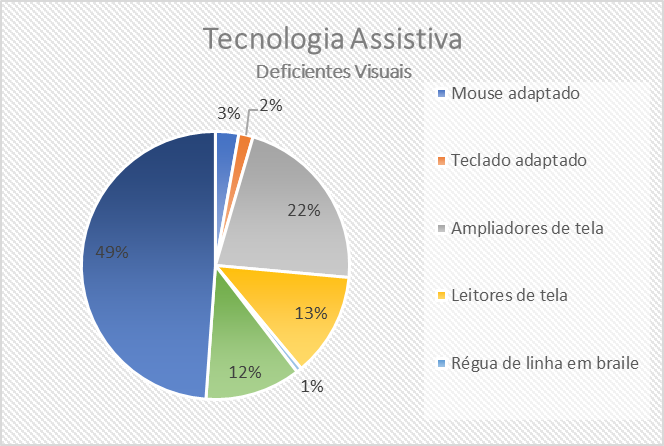 Tecnologia Assistiva
Deficientes Visuais
3%
2%
22%
13%
1%
12%
49%
Mouse adaptado
Teclado adaptado
Ampliadores de tela
Leitores de tela
Régua de linha em braile